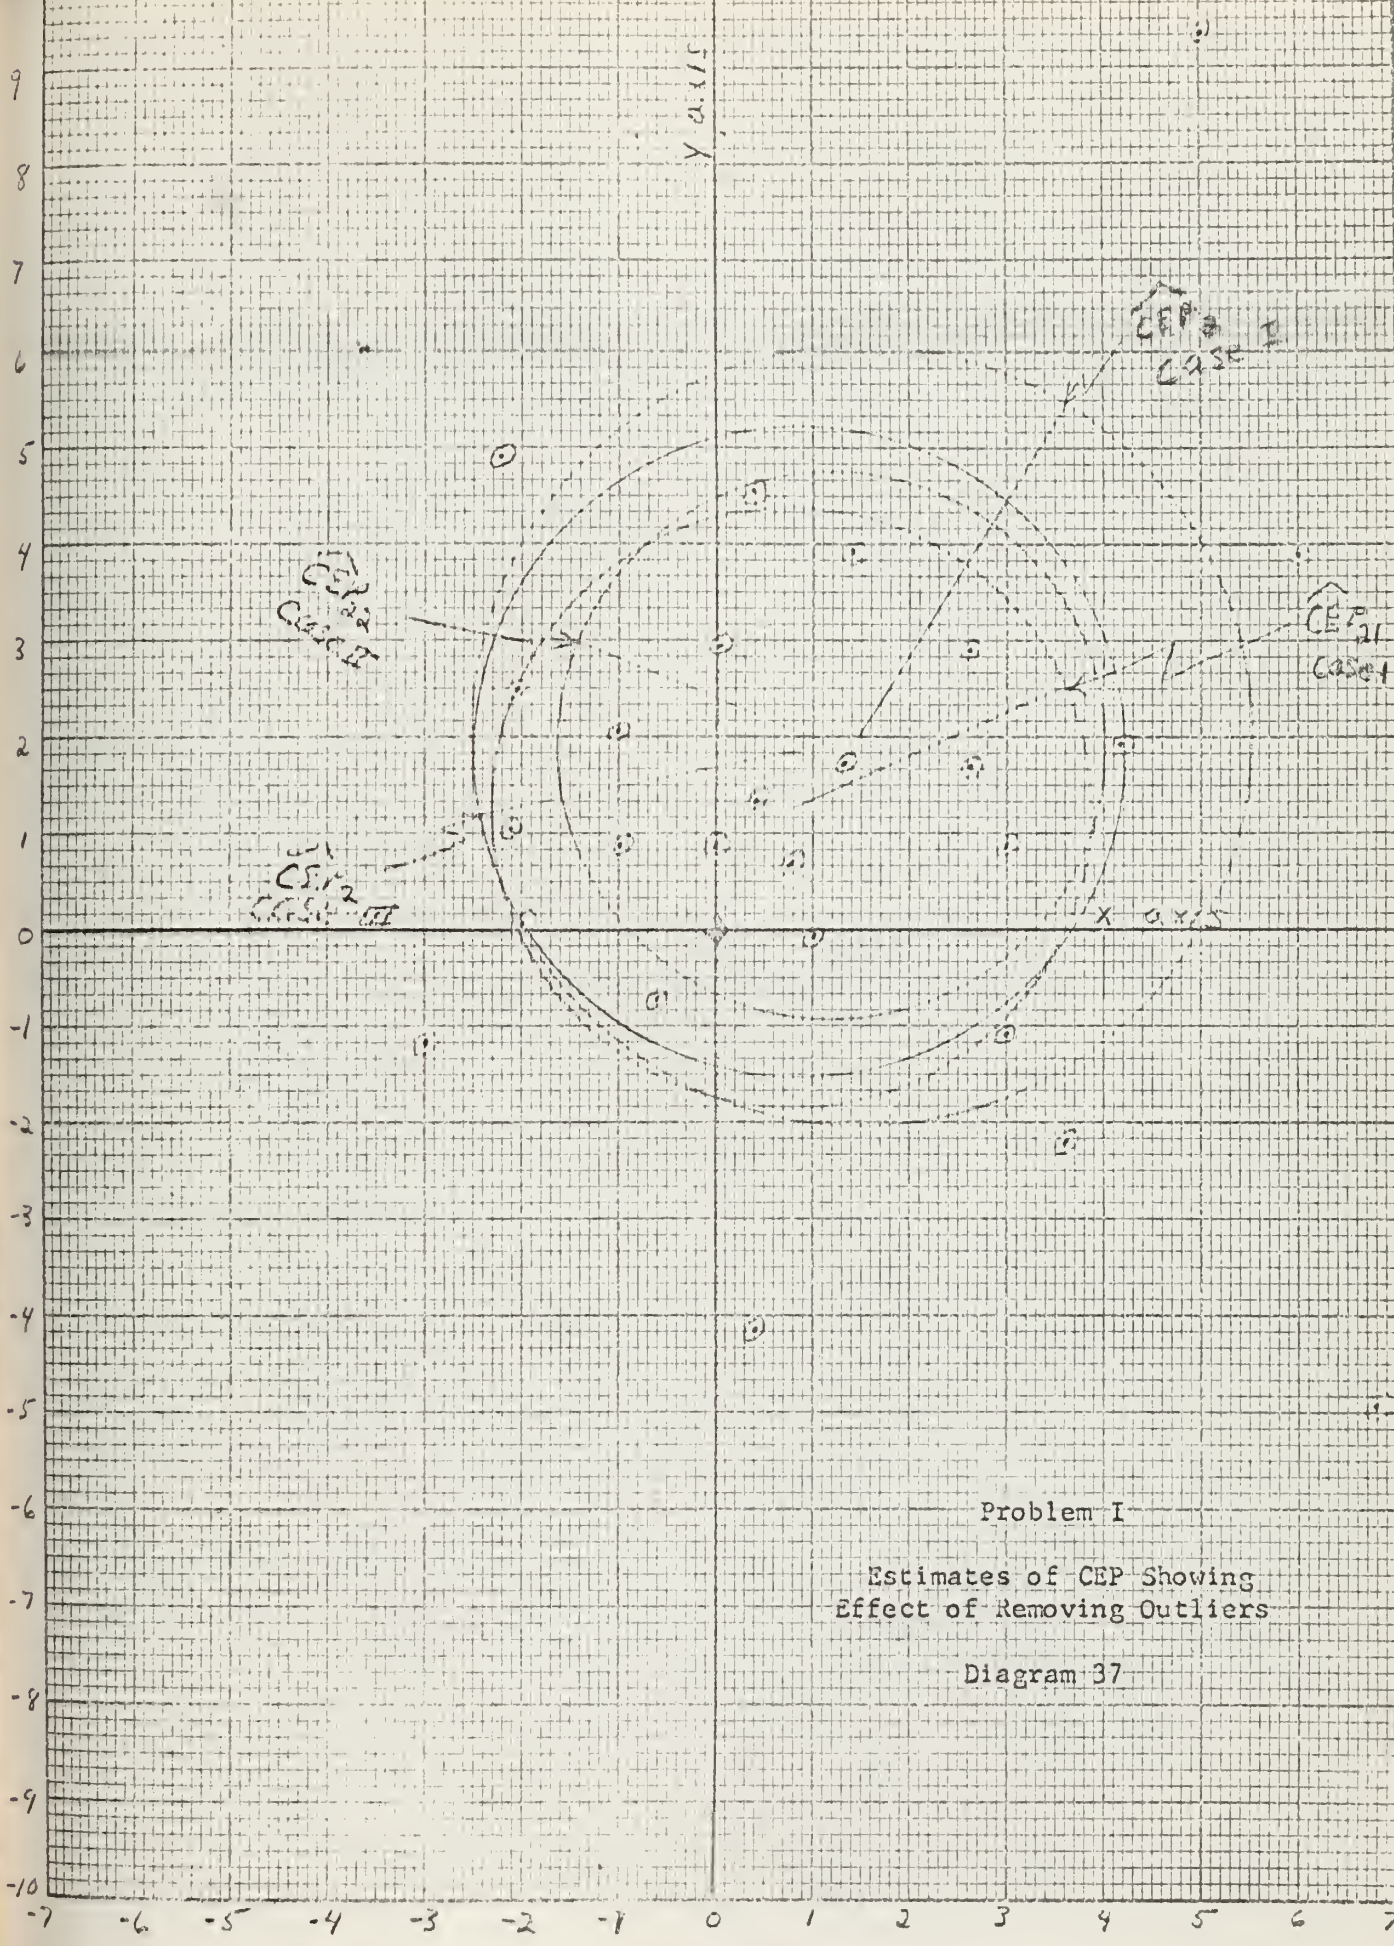 Y axis
9
8
7
6
5
4
3
2
1
0
-1
-2
-3
-4
-5
-6
-7
-8
-9
-10
CEP
Case I
CEP21
Case I
Case II
Case III
X axis
Problem I
Estimates of CEP Showing
Effect of Removing Outliers
Diagram 37
-7 -6 -5 -4 -3 -2 -1 0 1 2 3 4 5 6 7